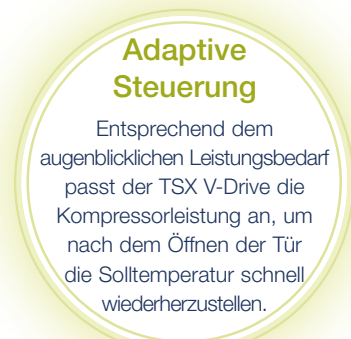 Adaptive
Steuerung
Entsprechend dem
augenblicklichen Leistungsbedarf
passt der TSX V-Drive die
Kompressorleistung an, um
nach dem Öffnen der Tür
die Solltemperatur schnell
wiederherzustellen.